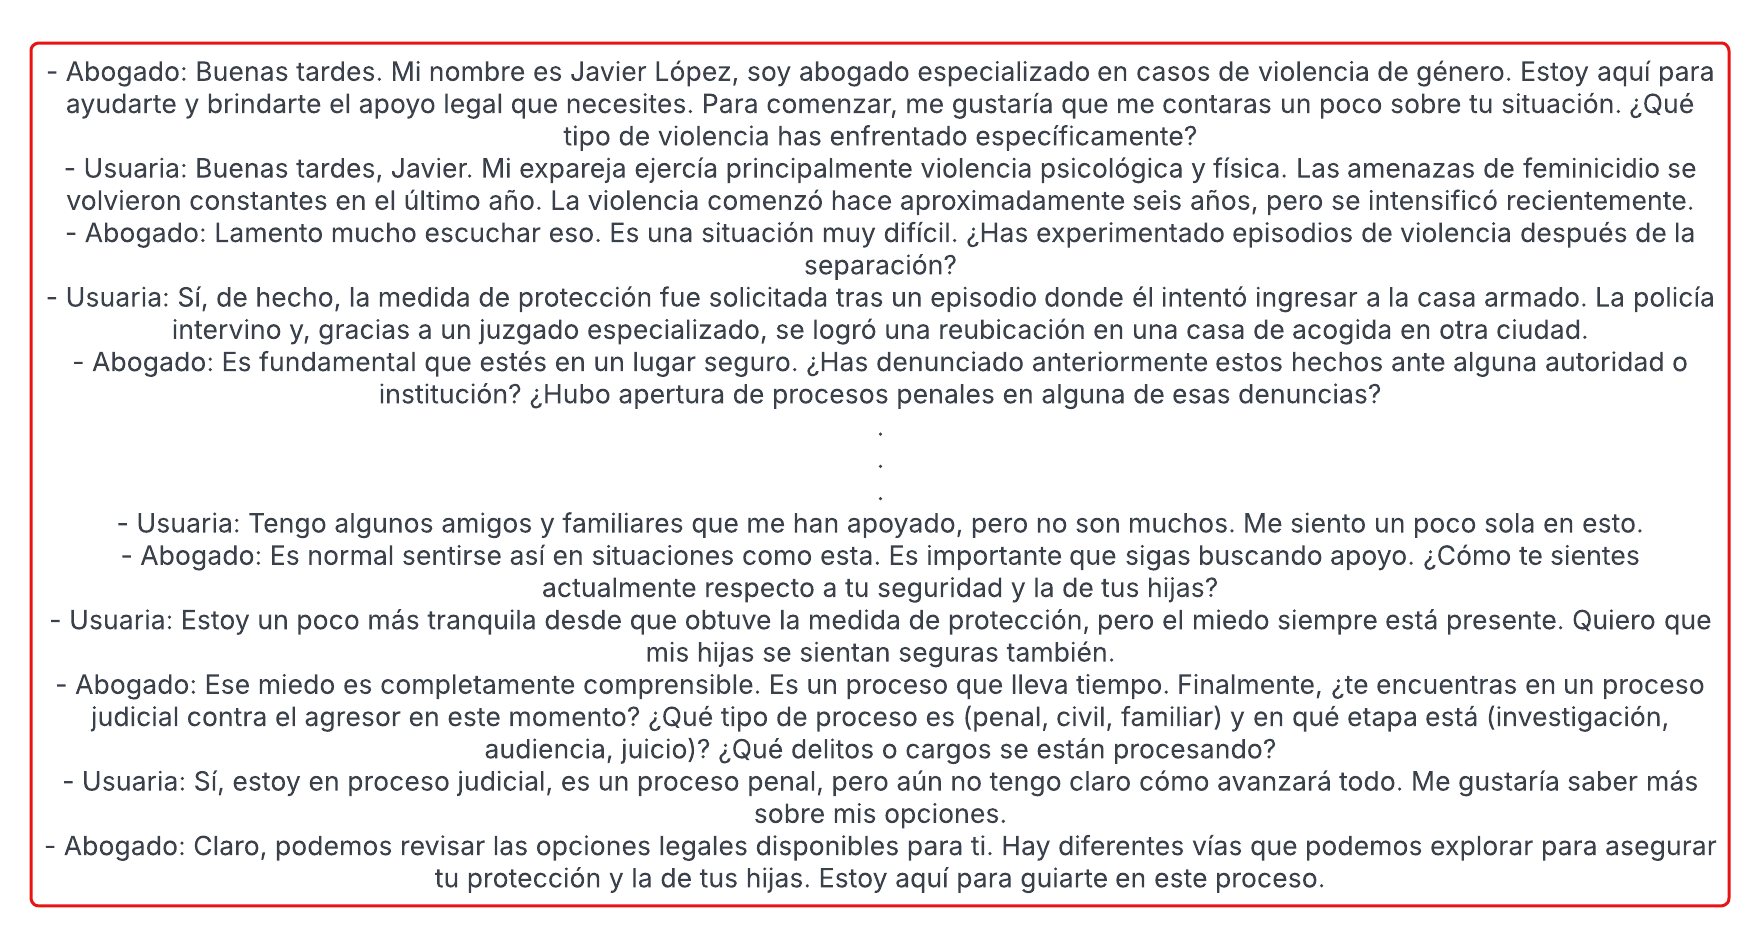 - Abogado: Buenas tardes. Mi nombre es Javier López, soy abogado especializado en casos de violencia de género. Estoy aquí para
ayudarte y brindarte el apoyo legal que necesites. Para comenzar, me gustaría que me contaras un poco sobre tu situación. ¿Qué
tipo de violencia has enfrentado específicamente?
- Usuaria: Buenas tardes, Javier. Mi expareja ejercía principalmente violencia psicológica y física. Las amenazas de feminicidio se
volvieron constantes en el último año. La violencia comenzó hace aproximadamente seis años, pero se intensificó recientemente.
- Abogado: Lamento mucho escuchar eso. Es una situación muy difícil. ¿Has experimentado episodios de violencia después de la
separación?
- Usuaria: Sí, de hecho, la medida de protección fue solicitada tras un episodio donde él intentó ingresar a la casa armado. La policía
intervino y, gracias a un juzgado especializado, se logró una reubicación en una casa de acogida en otra ciudad.
- Abogado: Es fundamental que estés en un lugar seguro. ¿Has denunciado anteriormente estos hechos ante alguna autoridad o
institución? ¿Hubo apertura de procesos penales en alguna de esas denuncias?
.
.
.
- Usuaria: Tengo algunos amigos y familiares que me han apoyado, pero no son muchos. Me siento un poco sola en esto.
- Abogado: Es normal sentirse así en situaciones como esta. Es importante que sigas buscando apoyo. ¿Cómo te sientes
actualmente respecto a tu seguridad y la de tus hijas?
- Usuaria: Estoy un poco más tranquila desde que obtuve la medida de protección, pero el miedo siempre está presente. Quiero que
mis hijas se sientan seguras también.
- Abogado: Ese miedo es completamente comprensible. Es un proceso que lleva tiempo. Finalmente, ¿te encuentras en un proceso
judicial contra el agresor en este momento? ¿Qué tipo de proceso es (penal, civil, familiar) y en qué etapa está (investigación,
audiencia, juicio)? ¿Qué delitos o cargos se están procesando?
- Usuaria: Sí, estoy en proceso judicial, es un proceso penal, pero aún no tengo claro cómo avanzará todo. Me gustaría saber más
sobre mis opciones.
- Abogado: Claro, podemos revisar las opciones legales disponibles para ti. Hay diferentes vías que podemos explorar para asegurar
tu protección y la de tus hijas. Estoy aquí para guiarte en este proceso.